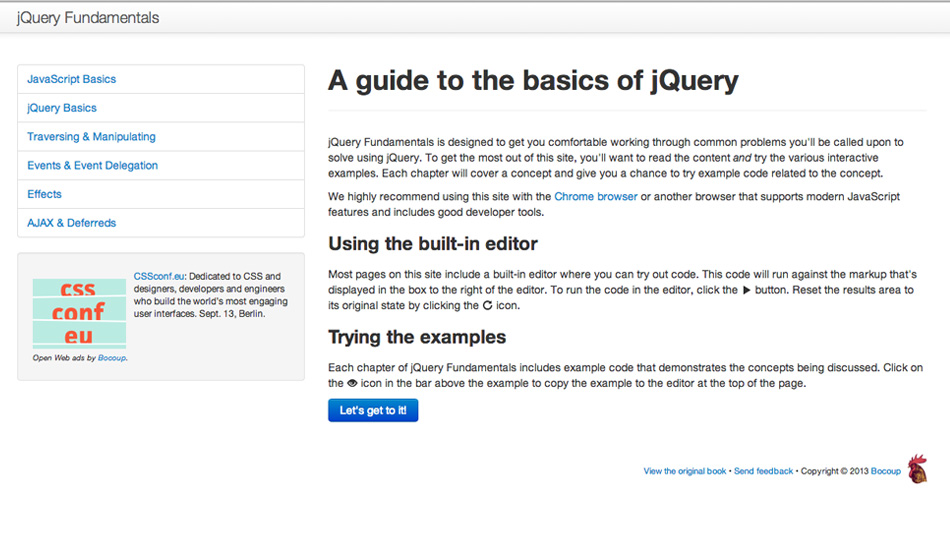 jQuery Fundamentals
JavaScript Basics
jQuery Basics
Traversing & Manipulating
Events & Event Delegation
Effects
AJAX & Deferreds
css
conf
eu
CSSconf.eu: Dedicated to CSS and
designers, developers and engineers
who build the world's most engaging
user interfaces. Sept. 13, Berlin.
Open Web ads by Bocoup.
A guide to the basics of jQuery
jQuery Fundamentals is designed to get you comfortable working through common problems you'll be called upon to
solve using jQuery. To get the most out of this site, you'll want to read the content and try the various interactive
examples. Each chapter will cover a concept and give you a chance to try example code related to the concept.
We highly recommend using this site with the Chrome browser or another browser that supports modern JavaScript
features and includes good developer tools.
Using the built-in editor
Most pages on this site include a built-in editor where you can try out code. This code will run against the markup that's
displayed in the box to the right of the editor. To run the code in the editor, click the ▶ button. Reset the results area to
its original state by clicking the icon.
Trying the examples
Each chapter of jQuery Fundamentals includes example code that demonstrates the concepts being discussed. Click on
the icon in the bar above the example to copy the example to the editor at the top of the page.
Let's get to it!
View the original book • Send feedback • Copyright © 2013 Bocoup